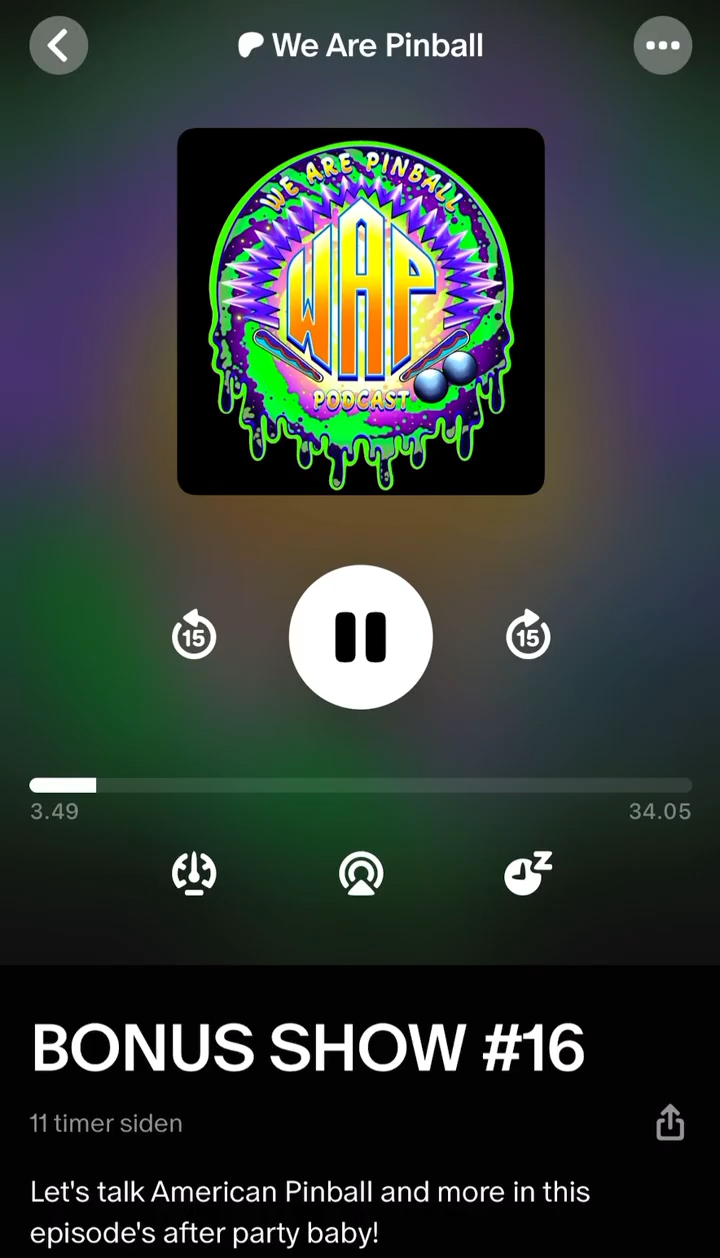 We Are Pinball
WE ARE PINBALL
WAP
PODCAST
15
15
3.49
34.05
BONUS SHOW #16
11 timer siden
Let's talk American Pinball and more in this
episode's after party baby!